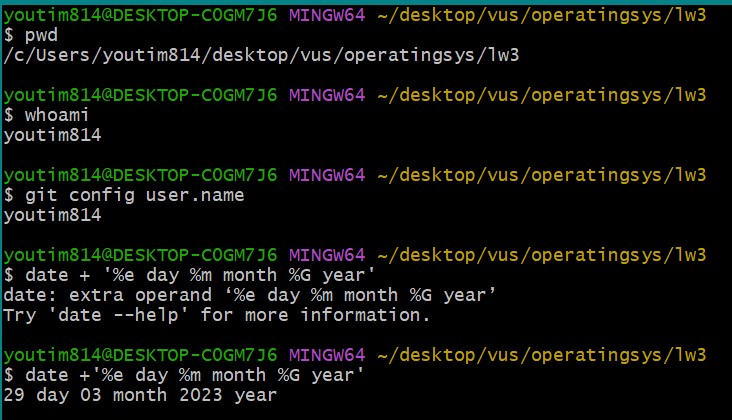 youtim814@DESKTOP-COGM7J6 MINGW64 ~/desktop/vus/operatingsys/lw3
$ pwd
/c/Users/youtim814/desktop/vus/operatingsys/lw3
youtim814@DESKTOP-COGM7J6 MINGW64 ~/desktop/vus/operatingsys/lw3
$ whoami
youtim814
youtim814@DESKTOP-COGM7J6 MINGW64 ~/desktop/vus/operatingsys/lw3
$ git config user.name
youtim814
youtim814@DESKTOP-COGM7J6 MINGW64 ~/desktop/vus/operatingsys/lw3
$ date + '%e day %m month %G year'
date: extra operand ‘%e day %m month %G year’
Try 'date --help' for more information.
youtim814@DESKTOP-COGM7J6 MINGW64 ~/desktop/vus/operatingsys/lw3
$ date +'%e day %m month %G year'
29 day 03 month 2023 year